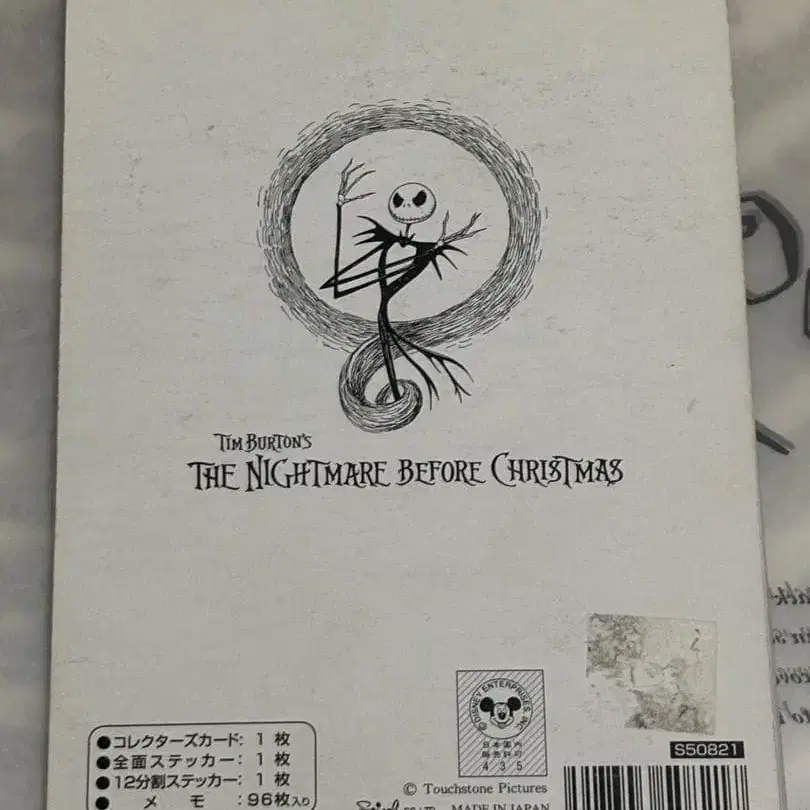 TIM BURTON'S
THE NIGHTMARE BEFORE CHRISTMAS
●コレクターズカード: 1 枚
●全面ステッカー: 1 枚
●12分割ステッカー: 1 枚
● メ モ :96枚入り
© DISNEY ENTERPRISES, INC
日本国内
販売許可
435
S50821
© Touchstone Pictures
MADE IN JAPAN